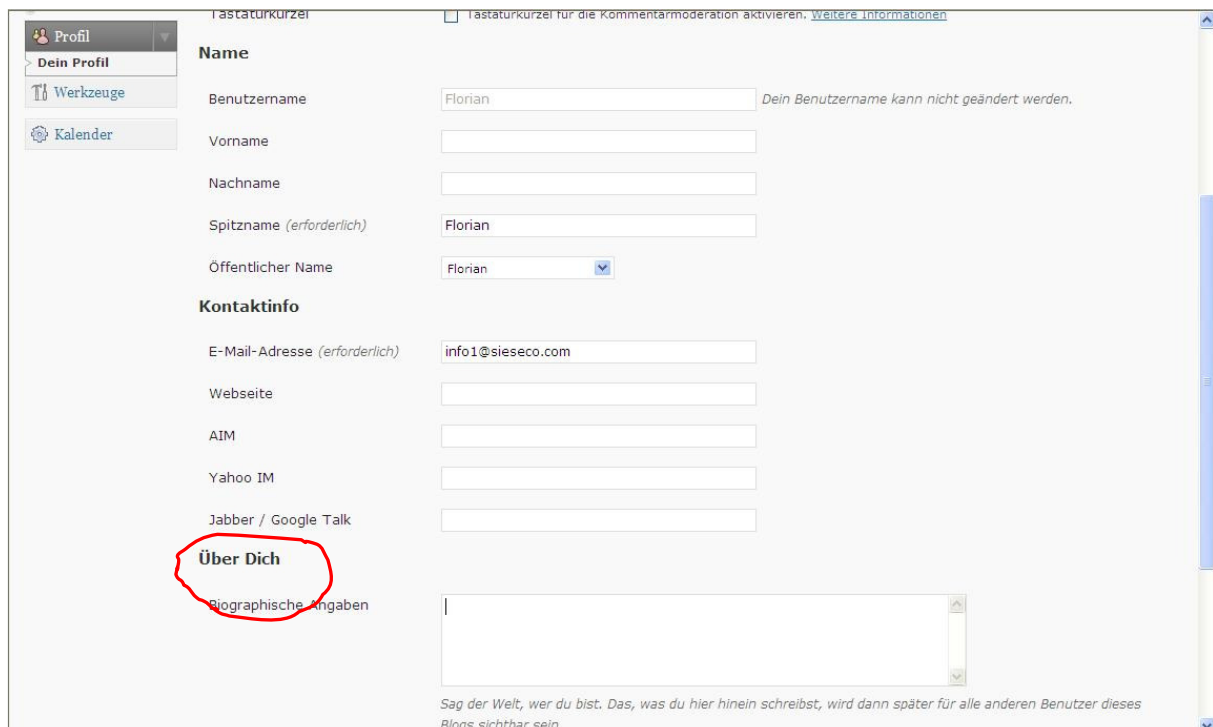 Tastaturkürzel Tastaturkürzel für die Kommentarmoderation aktivieren. Weitere Informationen
Profil
Dein Profil
Werkzeuge
Kalender
Name
Benutzername Florian Dein Benutzername kann nicht geändert werden.
Vorname
Nachname
Spitzname (erforderlich) Florian
Öffentlicher Name Florian
Kontaktinfo
E-Mail-Adresse (erforderlich) info1@sieseco.com
Webseite
AIM
Yahoo IM
Jabber / Google Talk
Über Dich
Biographische Angaben
Sag der Welt, wer du bist. Das, was du hier hinein schreibst, wird dann später für alle anderen Benutzer dieses
Blogs sichtbar sein.